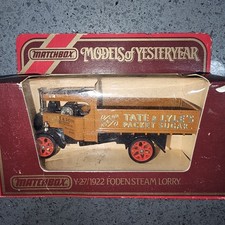 MATCHBOX
MODELS of YESTERYEAR
TATE & LYLE'S
PACKET SUGAR
MATCHBOX
Y-27/1922 FODEN STEAM LORRY